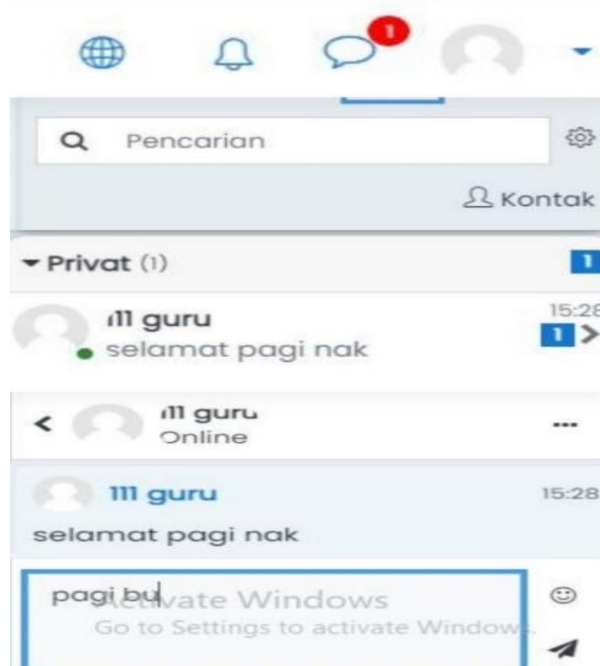 1
Pencarian
Kontak
Privat (1)
1
111 guru
15:28
selamat pagi nak
1
111 guru
Online
111 guru
15:28
selamat pagi nak
pagi bu
Activate Windows
Go to Settings to activate Windows.